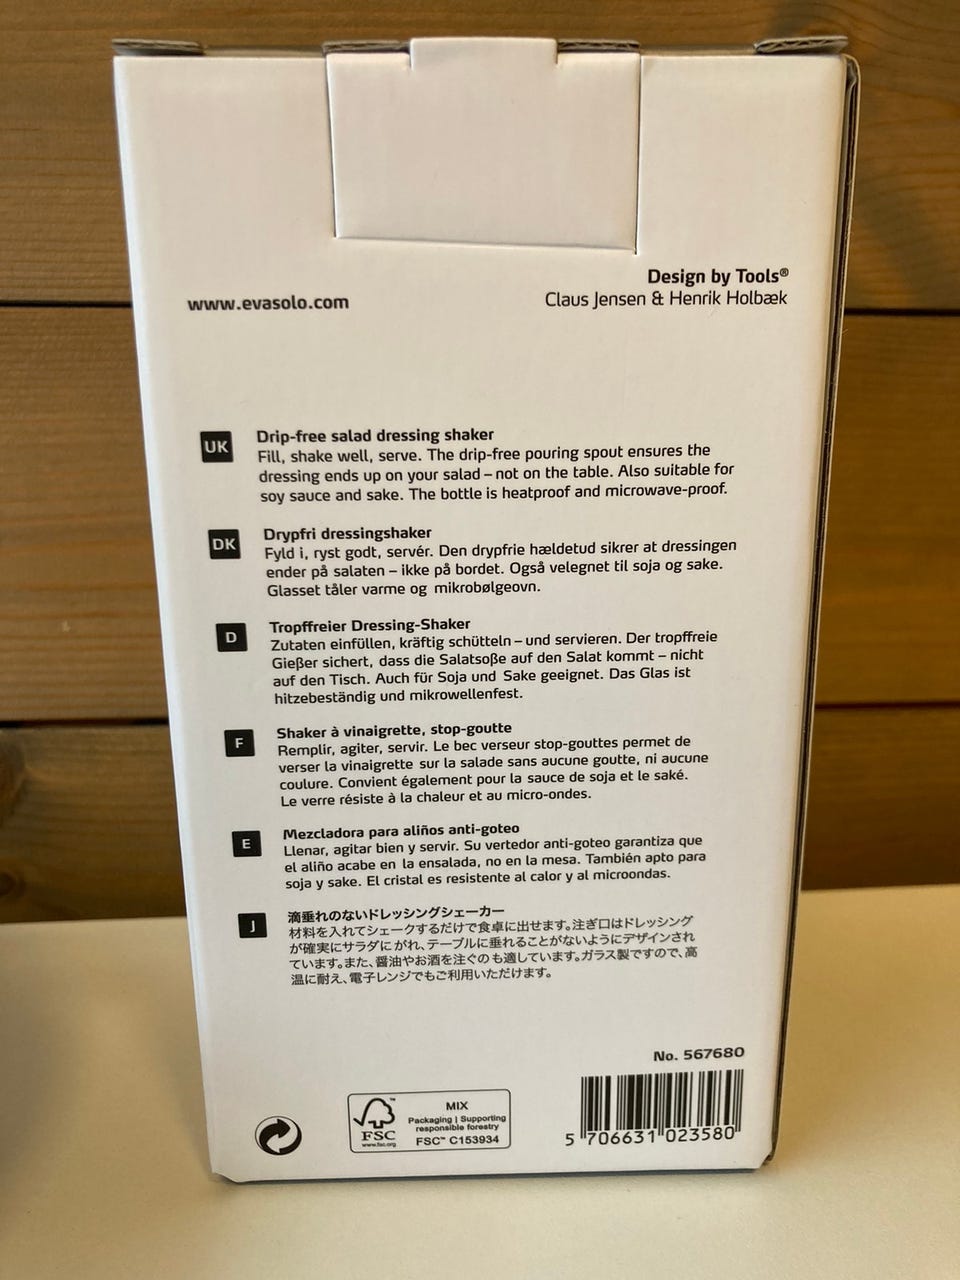 www.evasolo.com
Design by Tools®
Claus Jensen & Henrik Holbæk
UK
Drip-free salad dressing shaker
Fill, shake well, serve. The drip-free pouring spout ensures the
dressing ends up on your salad – not on the table. Also suitable for
soy sauce and sake. The bottle is heatproof and microwave-proof.
DK
Drypfri dressingshaker
Fyld i, ryst godt, servér. Den drypfrie hældetud sikrer at dressingen
ender på salaten – ikke på bordet. Også velegnet til soja og sake.
Glasset tåler varme og mikrobølgeovn.
D
Tropffreier Dressing-Shaker
Zutaten einfüllen, kräftig schütteln – und servieren. Der tropffreie
Gießer sichert, dass die Salatsoße auf den Salat kommt – nicht
auf den Tisch. Auch für Soja und Sake geeignet. Das Glas ist
hitzebeständig und mikrowellenfest.
F
Shaker à vinaigrette, stop-goutte
Remplir, agiter, servir. Le bec verseur stop-gouttes permet de
verser la vinaigrette sur la salade sans aucune goutte, ni aucune
coulure. Convient également pour la sauce de soja et le saké.
Le verre résiste à la chaleur et au micro-ondes.
E
Mezcladora para aliños anti-goteo
Llenar, agitar bien y servir. Su vertedor anti-goteo garantiza que
el aliño acabe en la ensalada, no en la mesa. También apto para
soja y sake. El cristal es resistente al calor y al microondas.
J
滴垂れのないドレッシングシェーカー
材料を入れてシェークするだけで食卓に出せます。注ぎ口はドレッシング
が確実にサラダにがれ、テーブルに垂れることがないようにデザインされ
ています。また、醤油やお酒を注ぐのも適しています。ガラス製ですので、高
温に耐え、電子レンジでもご利用いただけます。
No. 567680
5 706631 023580
FSC
www.fsc.org
MIX
Packaging | Supporting
responsible forestry
FSC™ C153934